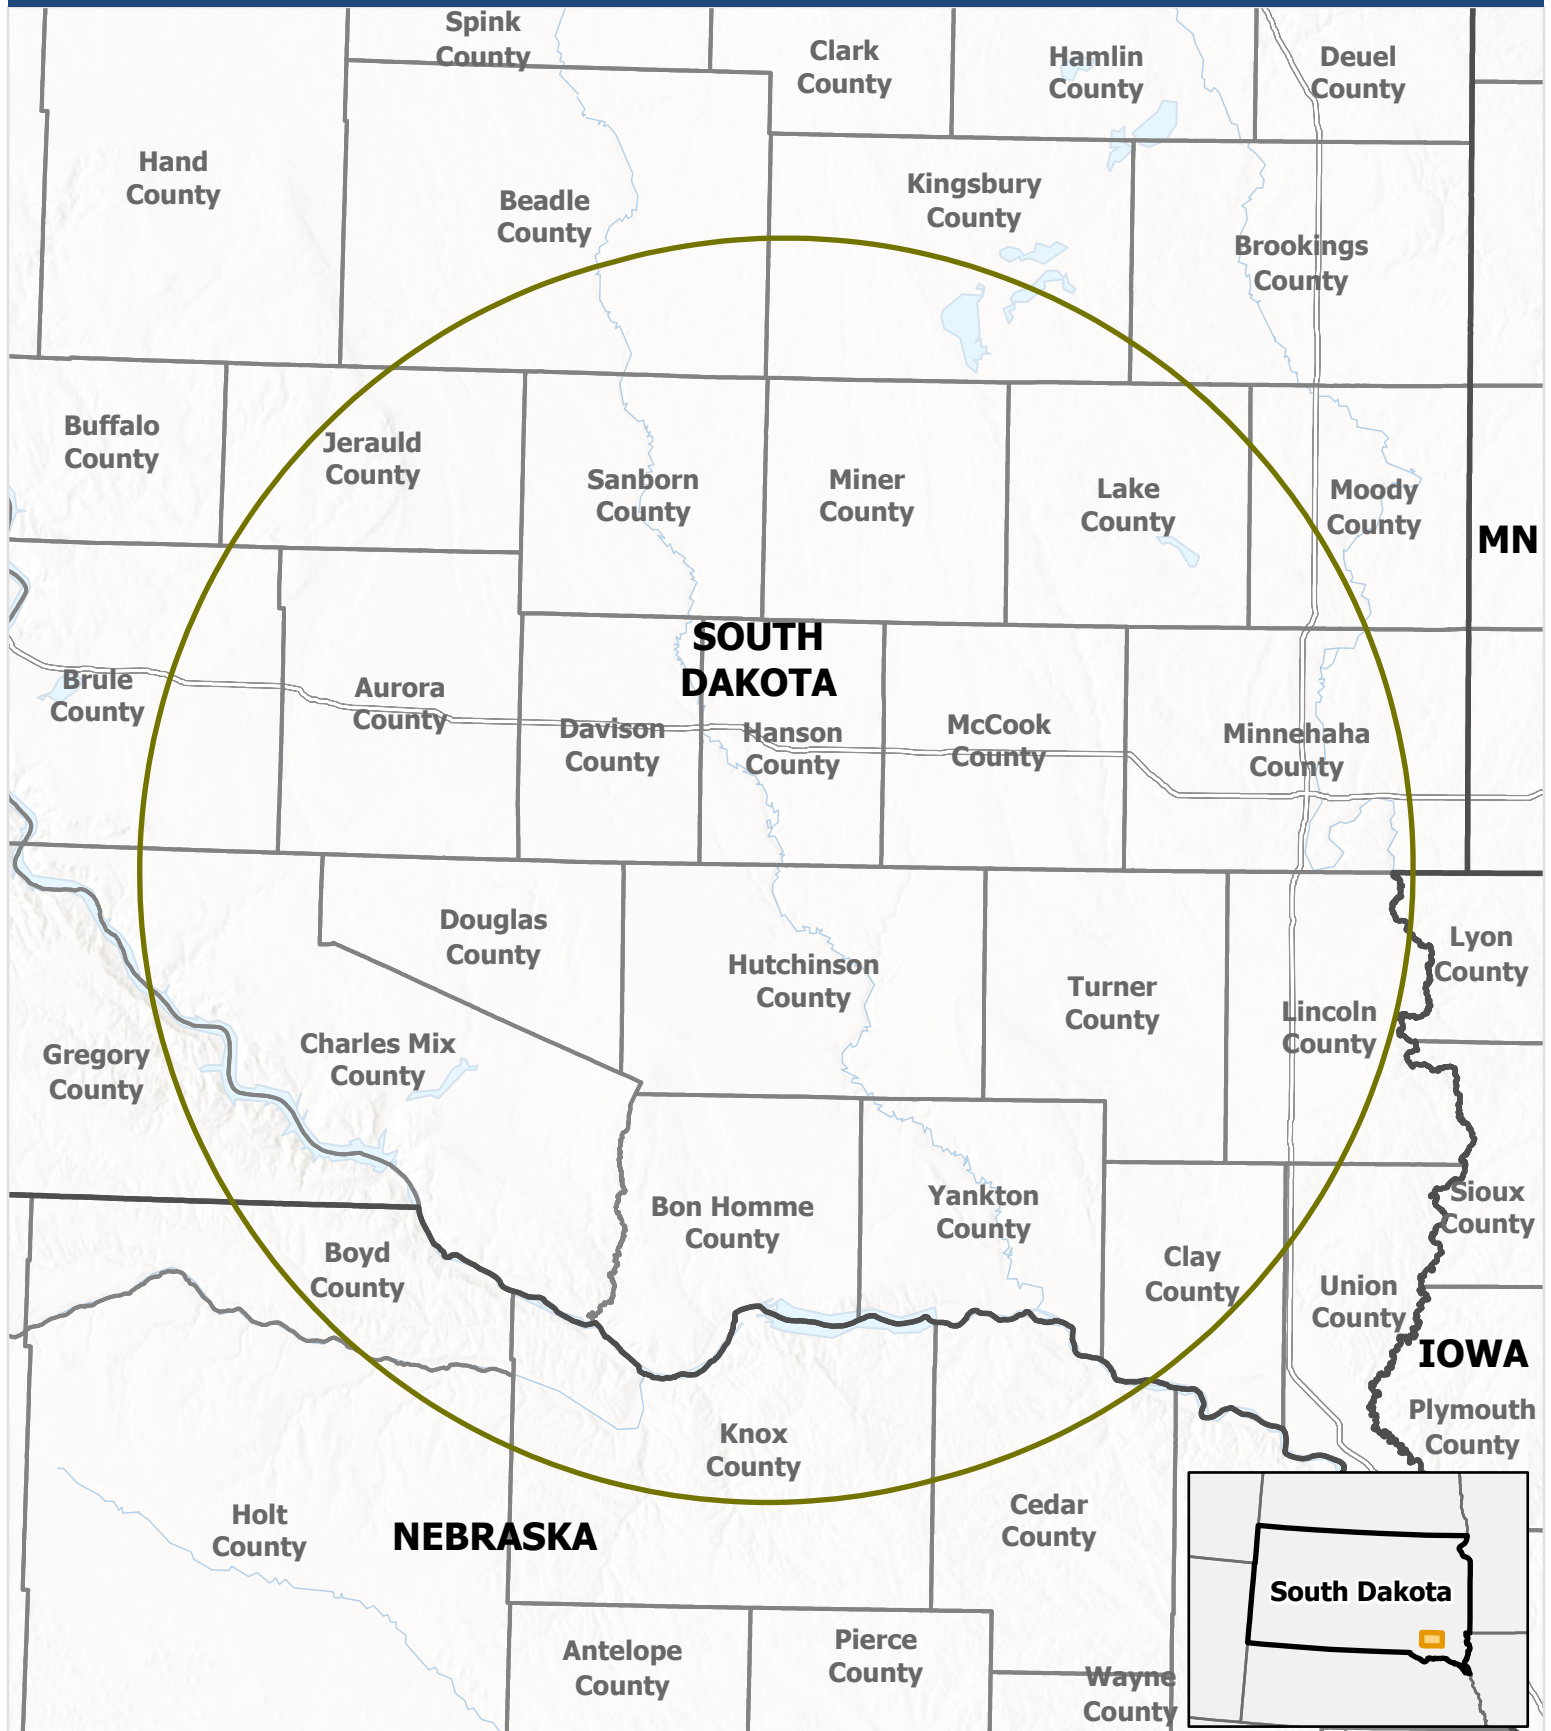 Spink
County
Clark
County
Hamlin
County
Deuel
County
Hand
County
Beadle
County
Kingsbury
County
Brookings
County
Buffalo
County
Jerauld
County
Sanborn
County
Miner
County
Lake
County
Moody
County
MN
SOUTH
DAKOTA
Brule
County
Aurora
County
Davison
County
Hanson
County
McCook
County
Minnehaha
County
Douglas
County
Hutchinson
County
Turner
County
Lincoln
County
Lyon
County
Gregory
County
Charles Mix
County
Bon Homme
County
Yankton
County
Clay
County
Sioux
County
Boyd
County
Union
County
IOWA
Plymouth
County
Knox
County
Holt
County
NEBRASKA
Cedar
County
South Dakota
Antelope
County
Pierce
County
Wayne
County